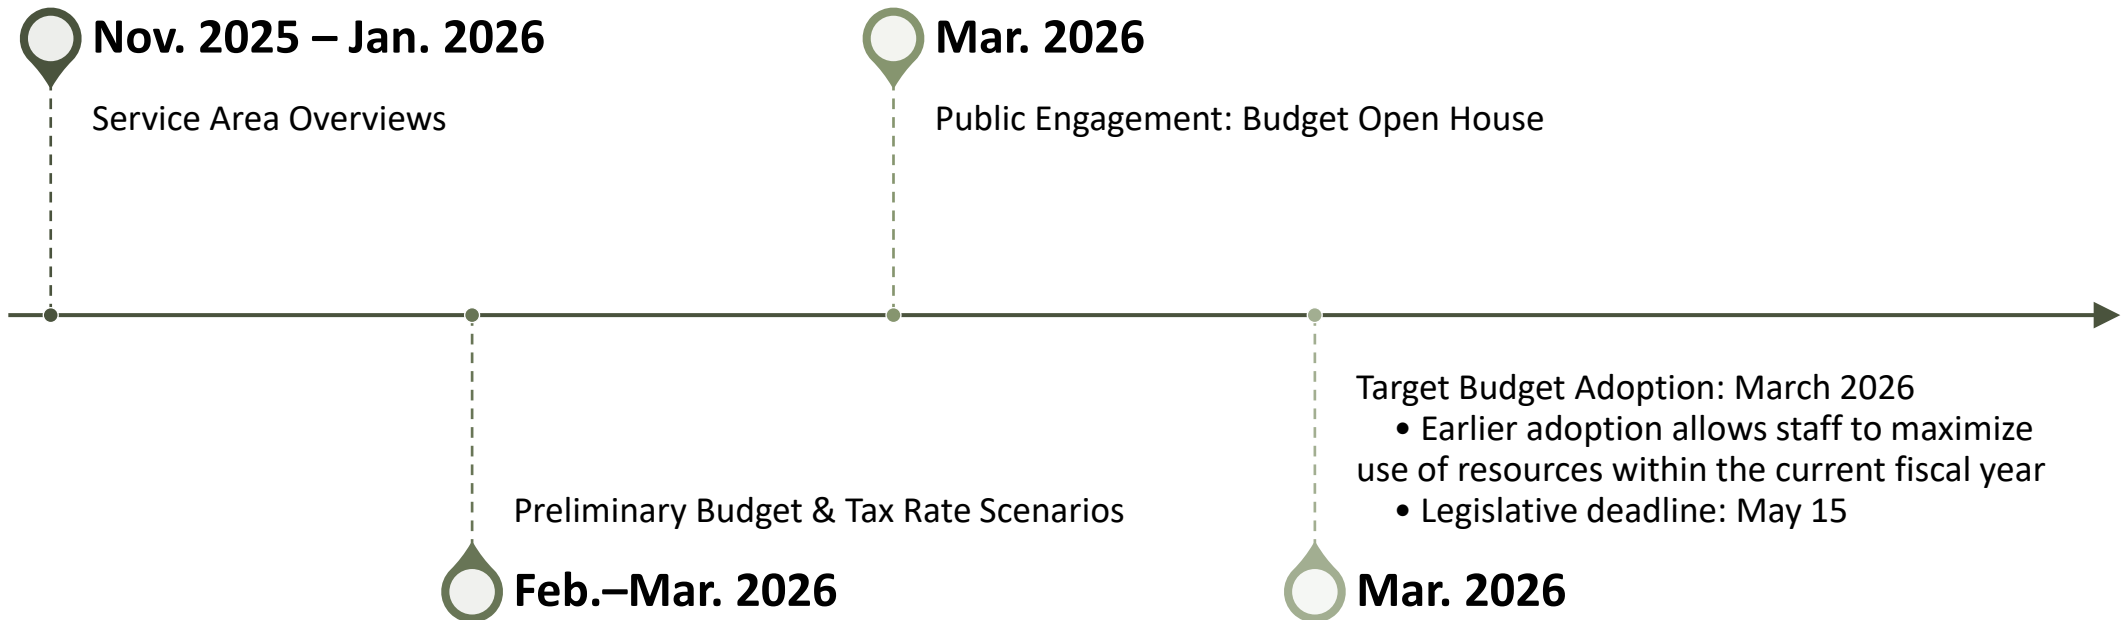 Nov. 2025 – Jan. 2026
Service Area Overviews
Preliminary Budget & Tax Rate Scenarios
Feb.–Mar. 2026
Mar. 2026
Public Engagement: Budget Open House
Target Budget Adoption: March 2026
• Earlier adoption allows staff to maximize
use of resources within the current fiscal year
• Legislative deadline: May 15
Mar. 2026